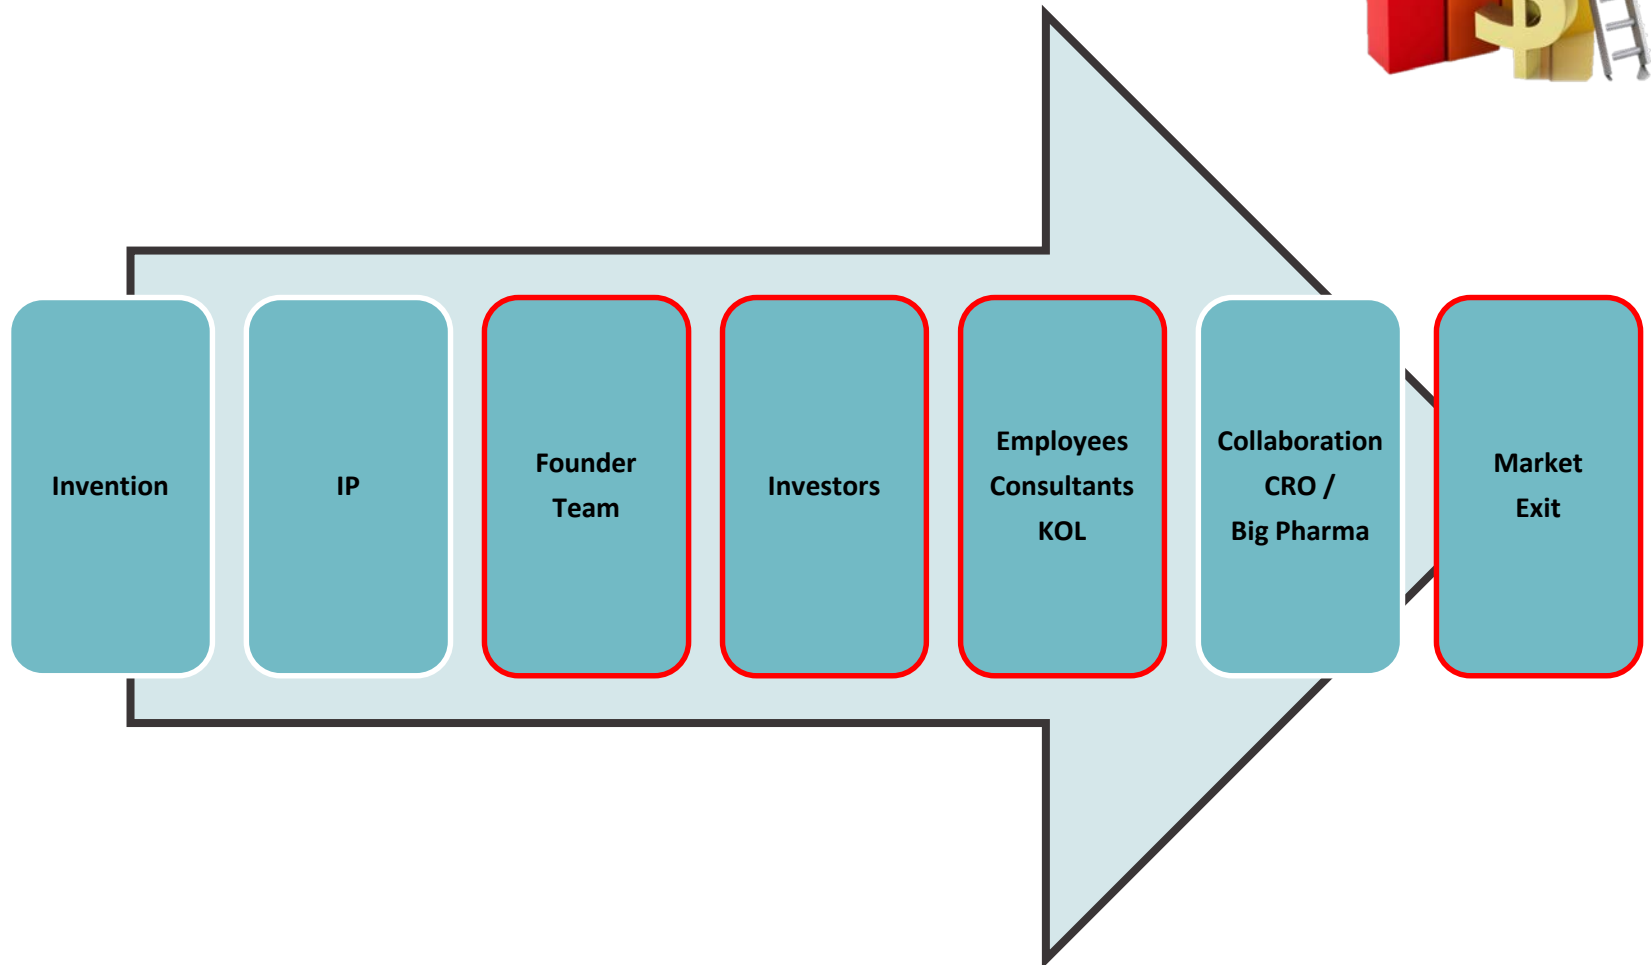 Invention
IP
Founder
Team
Investors
Employees
Consultants
KOL
Collaboration
CRO /
Big Pharma
Market
Exit